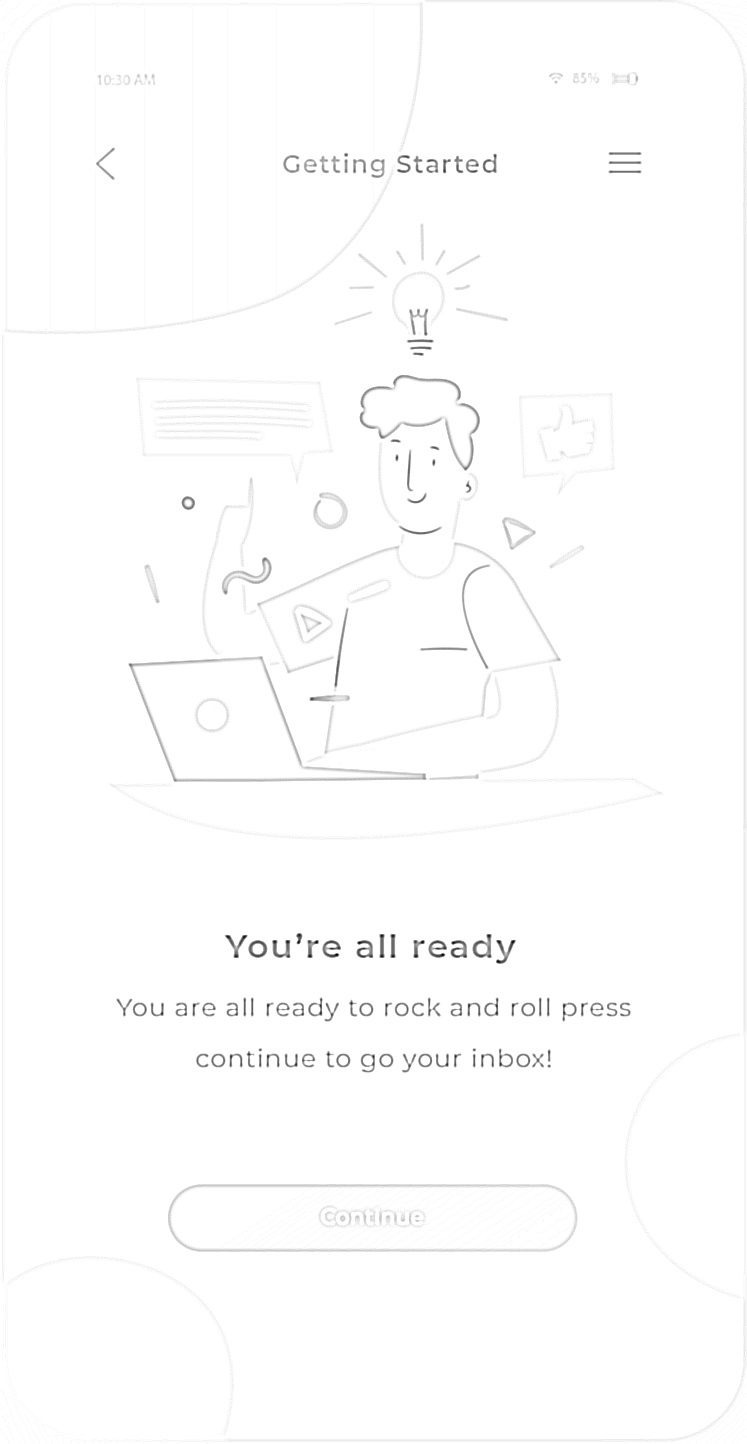 10:30 AM
85%
Getting Started
You're all ready
You are all ready to rock and roll press
continue to go your inbox!
Continue